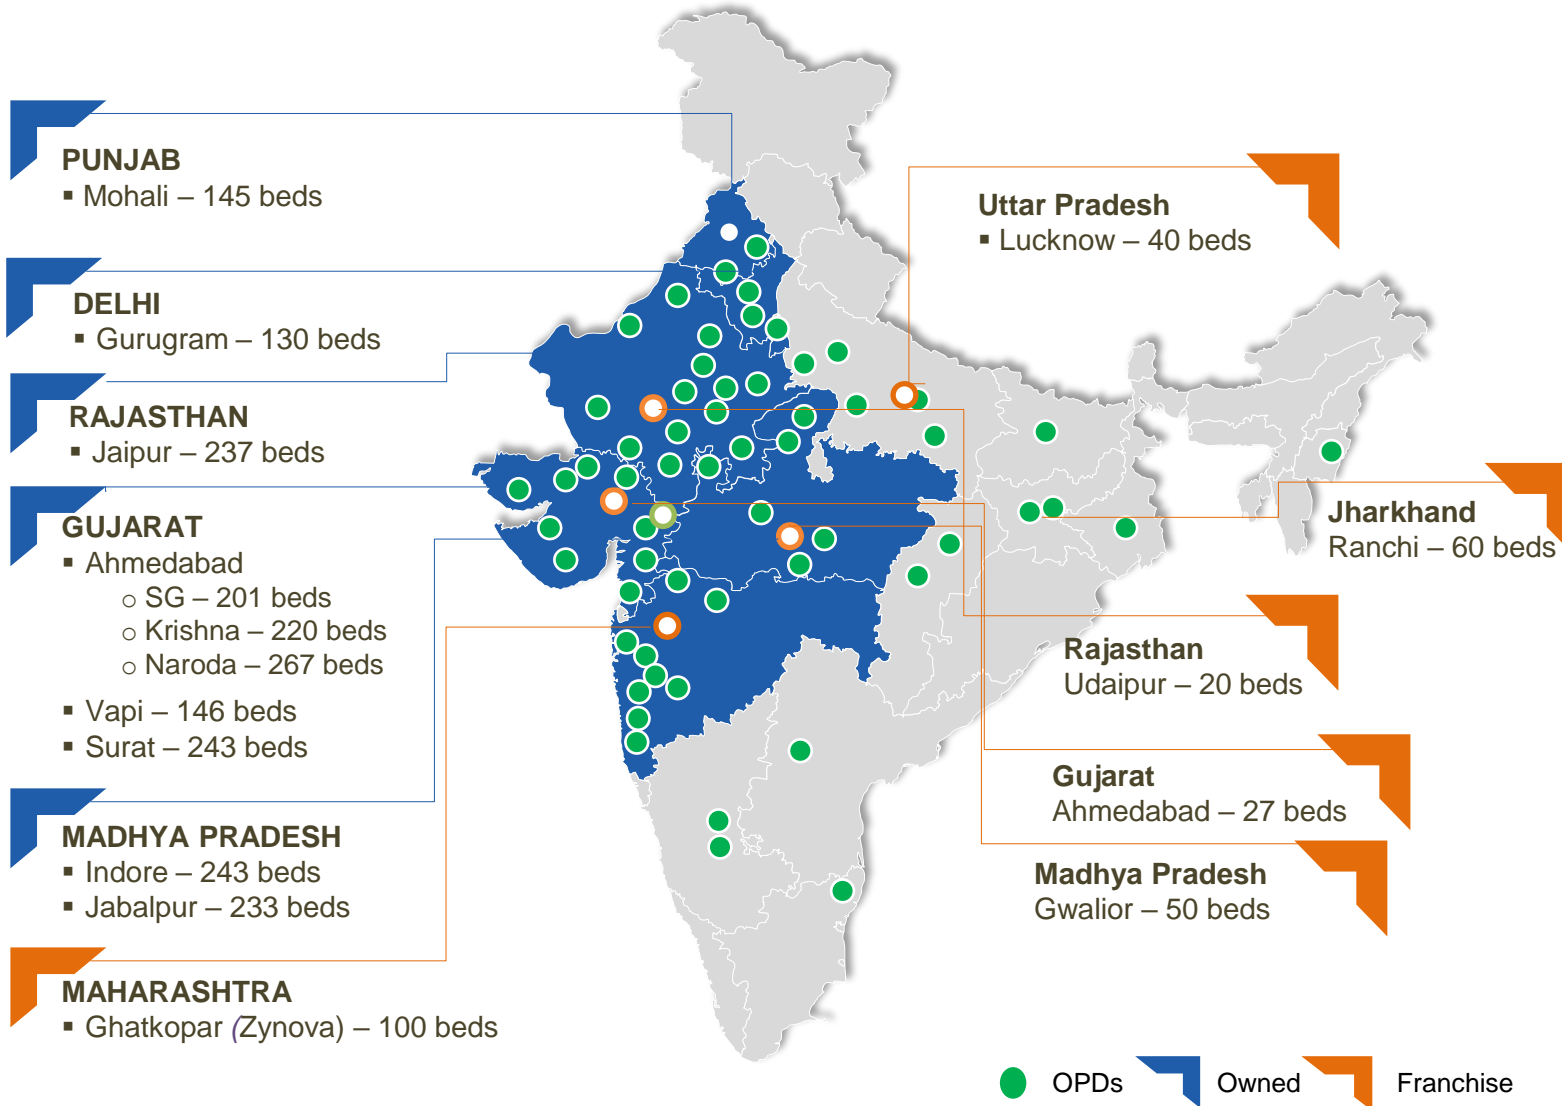 PUNJAB
▪ Mohali – 145 beds
DELHI
▪ Gurugram – 130 beds
RAJASTHAN
▪ Jaipur – 237 beds
GUJARAT
▪ Ahmedabad
○ SG – 201 beds
○ Krishna – 220 beds
○ Naroda – 267 beds
▪ Vapi – 146 beds
▪ Surat – 243 beds
MADHYA PRADESH
▪ Indore – 243 beds
▪ Jabalpur – 233 beds
MAHARASHTRA
▪ Ghatkopar (Zynova) – 100 beds
Uttar Pradesh
▪ Lucknow – 40 beds
Jharkhand
Ranchi – 60 beds
Rajasthan
Udaipur – 20 beds
Gujarat
Ahmedabad – 27 beds
Madhya Pradesh
Gwalior – 50 beds
OPDs
Owned
Franchise